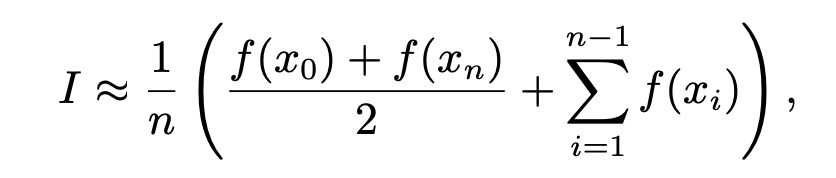 I ≈ \frac{1}{n} \left( \frac{f(x_0) + f(x_n)}{2} + \sum_{i=1}^{n-1} f(x_i) \right),